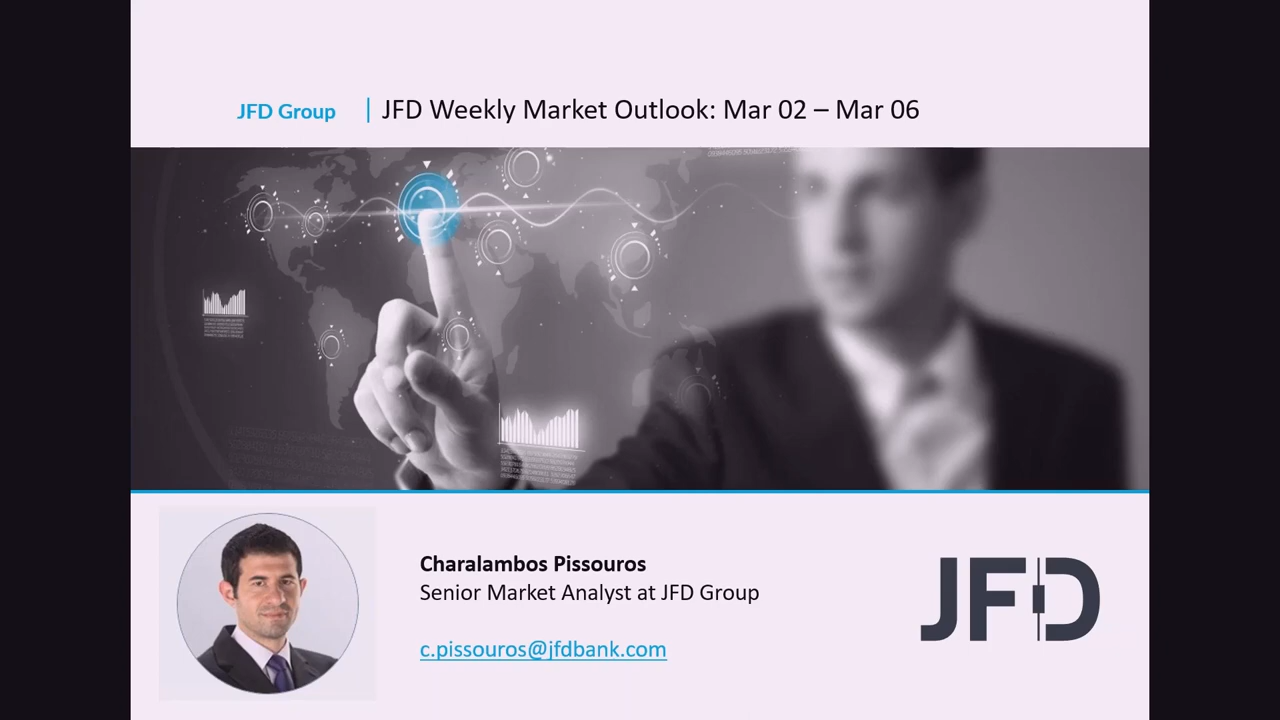 JFD Group | JFD Weekly Market Outlook: Mar 02 – Mar 06
Charalambos Pissouros
Senior Market Analyst at JFD Group
c.pissouros@jfdbank.com
JFD